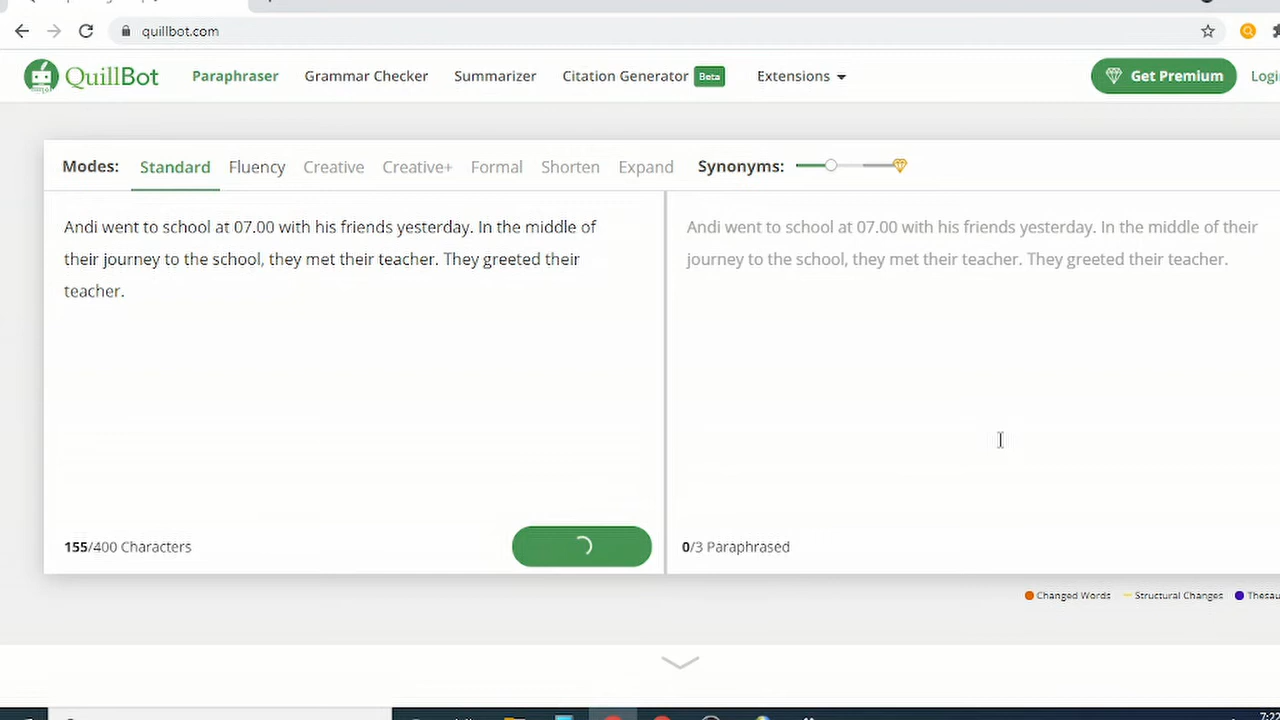 quillbot.com
QuillBot Paraphraser Grammar Checker Summarizer Citation Generator Beta Extensions Get Premium
Modes: Standard Fluency Creative Creative+ Formal Shorten Expand Synonyms:
Andi went to school at 07.00 with his friends yesterday. In the middle of
their journey to the school, they met their teacher. They greeted their
teacher.
Andi went to school at 07.00 with his friends yesterday. In the middle of their
journey to the school, they met their teacher. They greeted their teacher.
155/400 Characters
0/3 Paraphrased
Changed Words Structural Changes